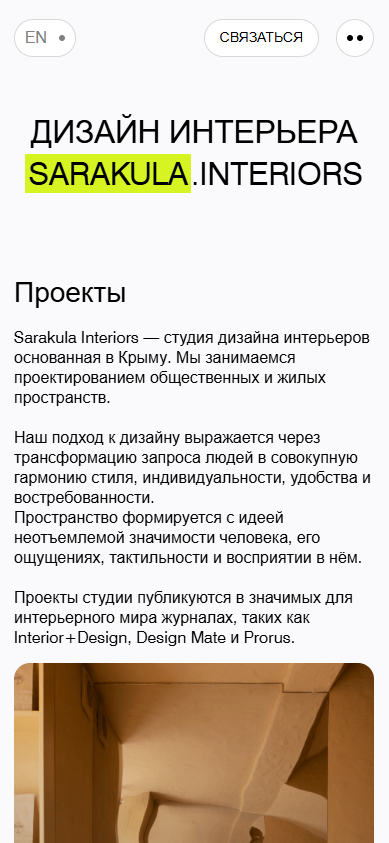 EN
СВЯЗАТЬСЯ
ДИЗАЙН ИНТЕРЬЕРА
SARAKULA.INTERIORS
Проекты
Sarakula Interiors — студия дизайна интерьеров
основанная в Крыму. Мы занимаемся
проектированием общественных и жилых
пространств.
Наш подход к дизайну выражается через
трансформацию запроса людей в совокупную
гармонию стиля, индивидуальности, удобства и
востребованности.
Пространство формируется с идеей
неотъемлемой значимости человека, его
ощущениях, тактильности и восприятии в нём.
Проекты студии публикуются в значимых для
интерьерного мира журналах, таких как
Interior+Design, Design Mate и Prorus.